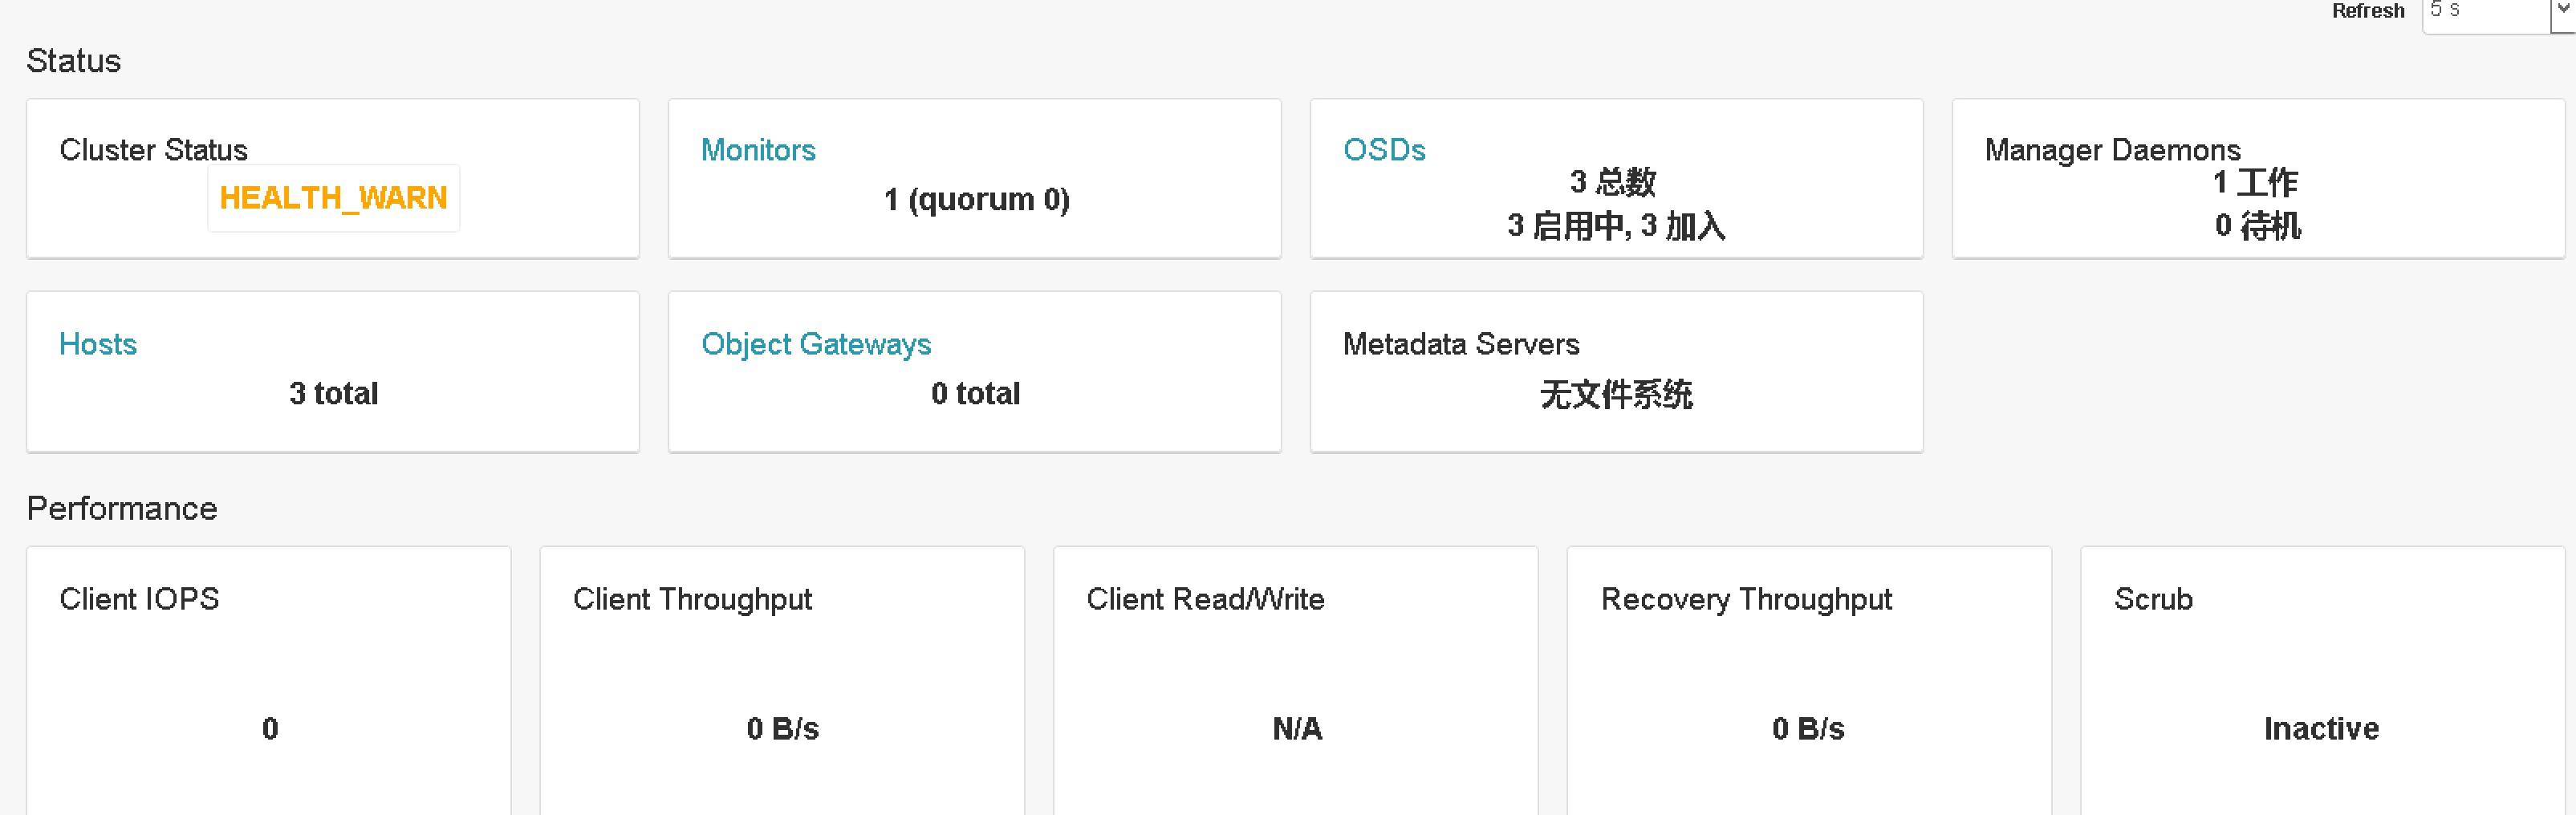 Refresh 5 s
Status
Cluster Status
HEALTH_WARN
Monitors
1 (quorum 0)
OSDs
3 总数
3 启用中, 3 加入
Manager Daemons
1 工作
0 待机
Hosts
3 total
Object Gateways
0 total
Metadata Servers
无文件系统
Performance
Client IOPS
0
Client Throughput
0 B/s
Client Read/Write
N/A
Recovery Throughput
0 B/s
Scrub
Inactive